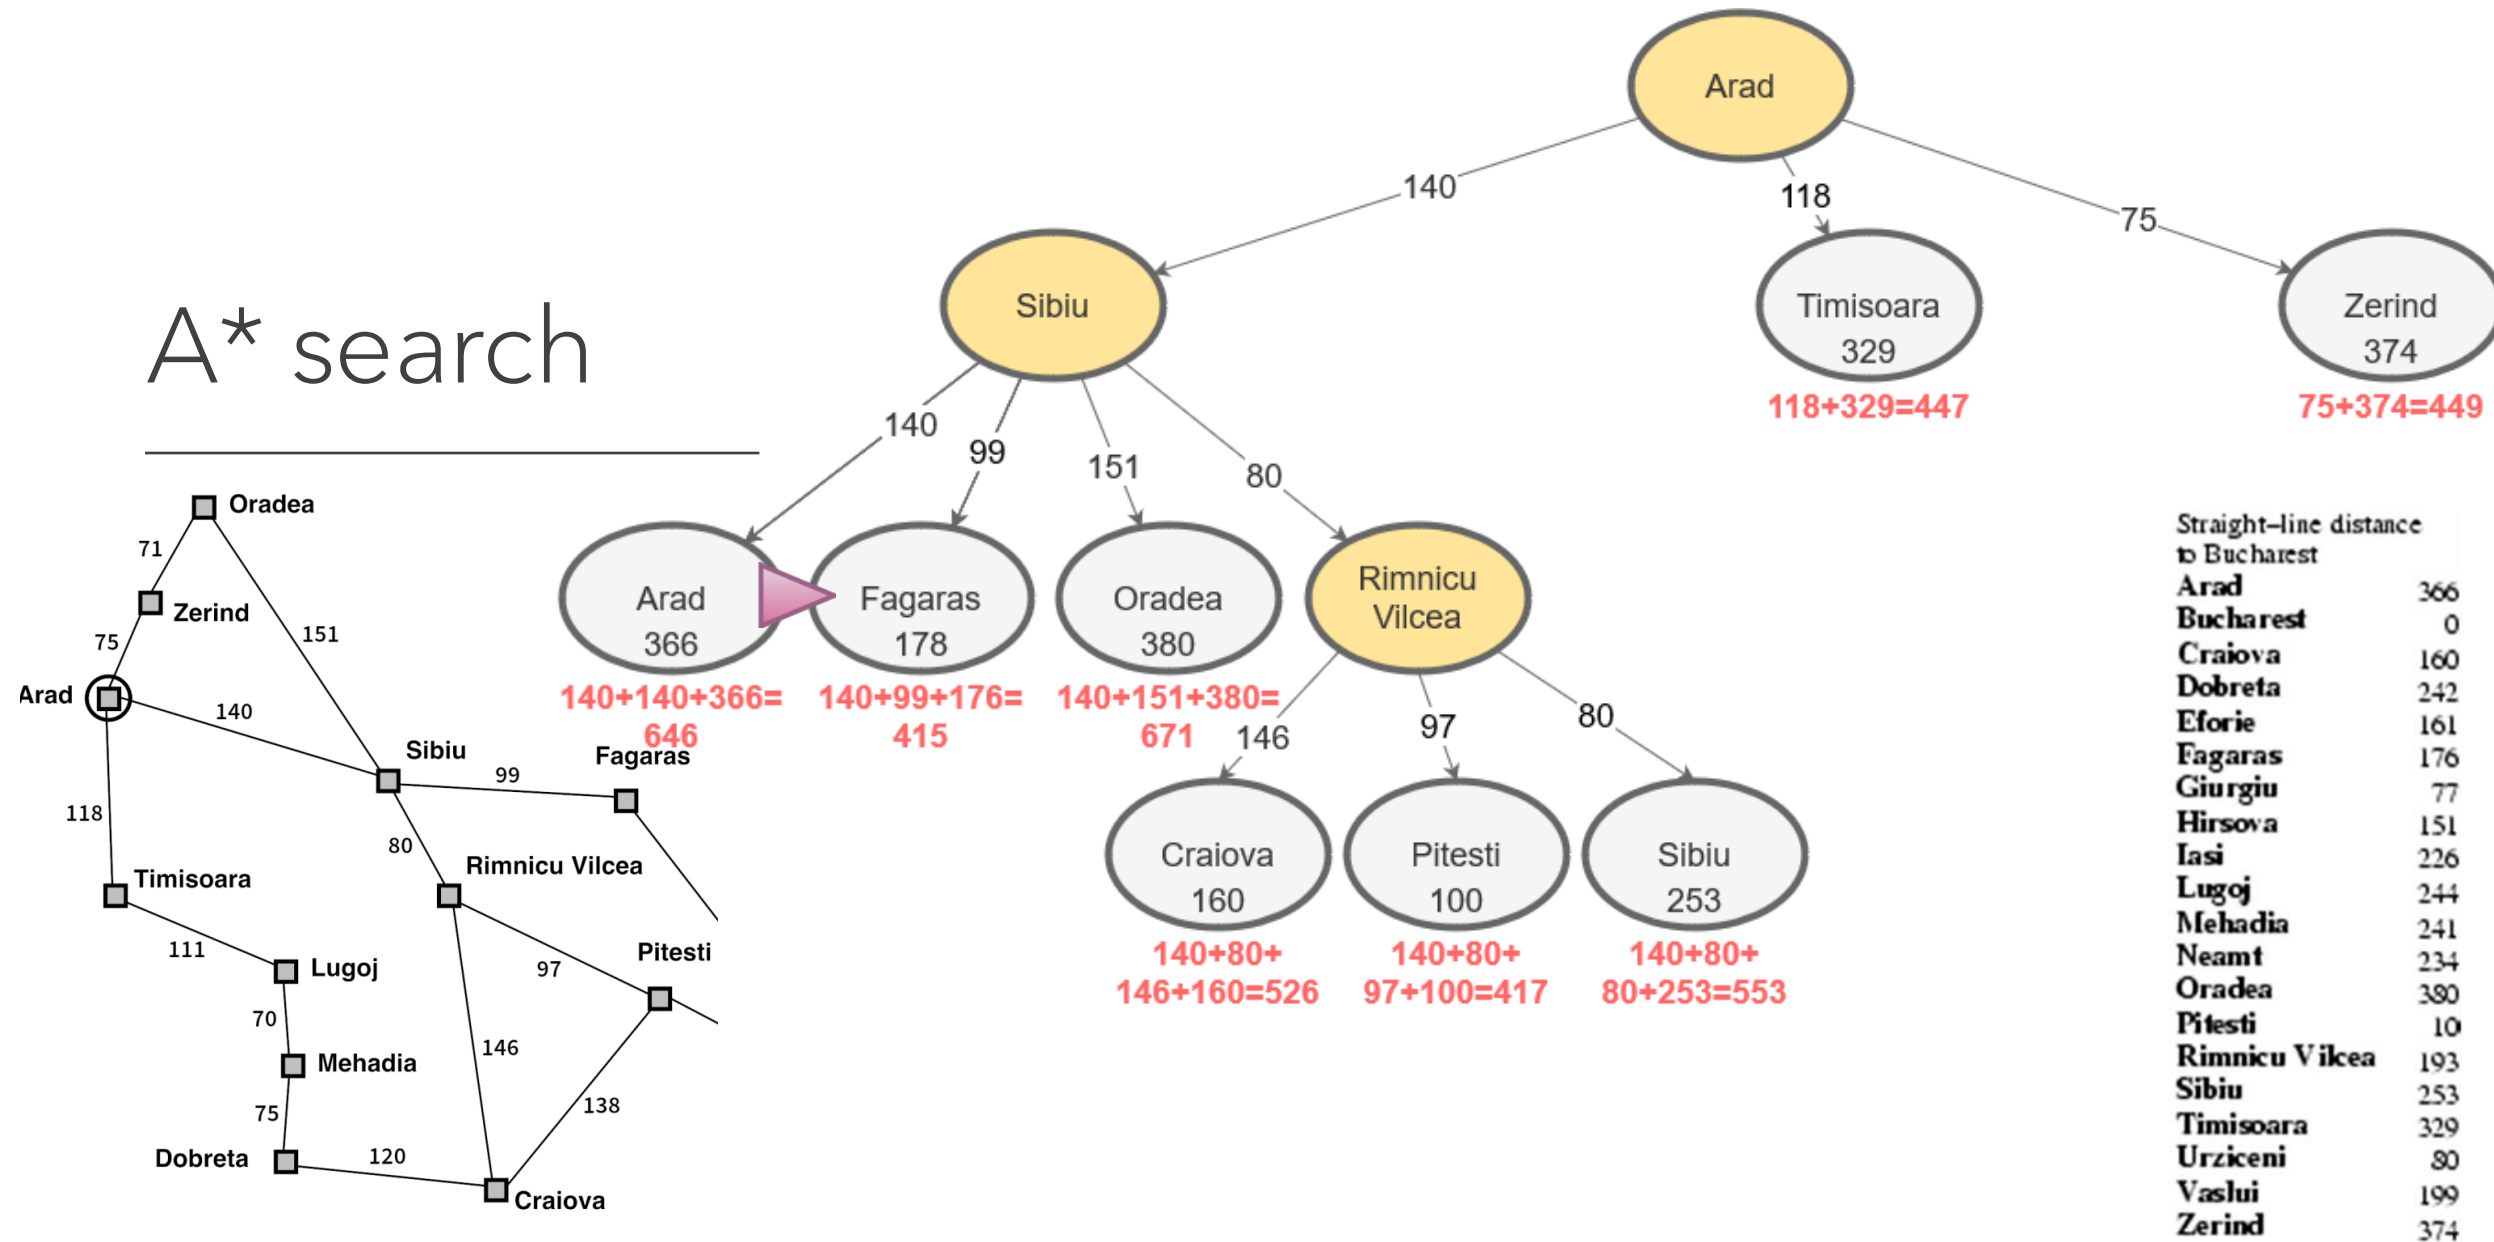 A* search
Arad
140
118
75
Sibiu
Timisoara
329
118+329=447
Zerind
374
75+374=449
140
99
151
80
Arad
366
140+140+366=
646
Fagaras
178
140+99+176=
415
Oradea
380
140+151+380=
671
Rimnicu
Vilcea
146
97
80
Craiova
160
140+80+
146+160=526
Pitesti
100
140+80+
97+100=417
Sibiu
253
140+80+
80+253=553
Oradea
71
Zerind
75
151
Arad
140
Sibiu
Fagaras
99
118
80
Rimnicu Vilcea
Timisoara
111
Lugoj
97
Pitesti
70
146
Mehadia
138
75
Dobreta
120
Craiova
Straight–line distance
to Bucharest
Arad 366
Bucharest 0
Craiova 160
Dobreta 242
Eforie 161
Fagaras 176
Giurgiu 77
Hirsova 151
Iasi 226
Lugoj 244
Mehadia 241
Neamt 234
Oradea 380
Pitesti 10
Rimnicu Vilcea 193
Sibiu 253
Timisoara 329
Urziceni 80
Vaslui 199
Zerind 374